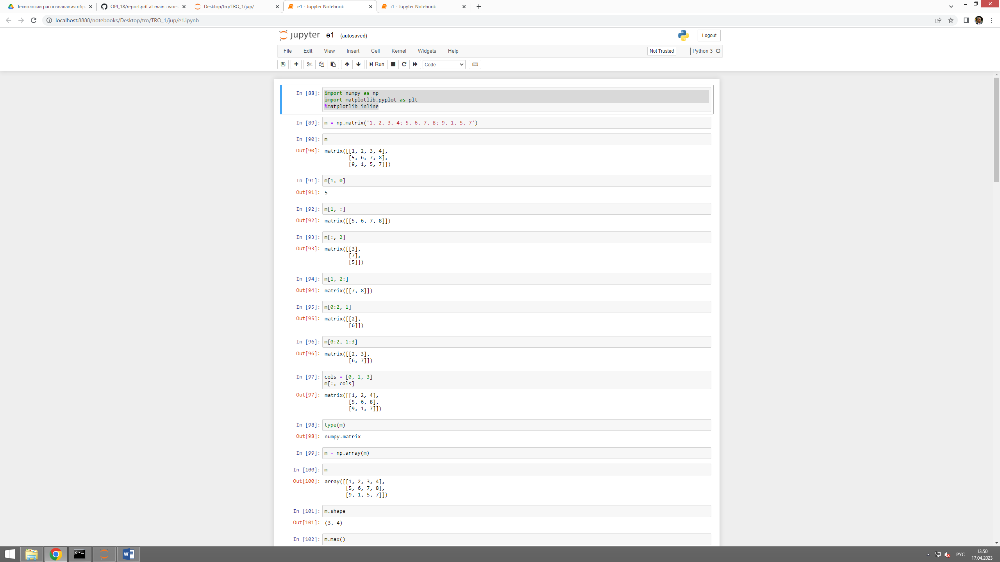 Технологии распознавания обр
OPI_18/report.pdf at main · woes
Desktop/tro/TRO_1/jup/
e1 - Jupyter Notebook
i1 - Jupyter Notebook
localhost:8888/notebooks/Desktop/tro/TRO_1/jup/e1.ipynb
jupyter e1 (autosaved)
Logout
File Edit View Insert Cell Kernel Widgets Help
Not Trusted
Python 3
Run
Code
In [88]: import numpy as np
import matplotlib.pyplot as plt
%matplotlib inline
In [89]: m = np.matrix('1, 2, 3, 4; 5, 6, 7, 8; 9, 1, 5, 7')
In [90]: m
Out[90]: matrix([[1, 2, 3, 4],
[5, 6, 7, 8],
[9, 1, 5, 7]])
In [91]: m[1, 0]
Out[91]: 5
In [92]: m[1, :]
Out[92]: matrix([[5, 6, 7, 8]])
In [93]: m[:, 2]
Out[93]: matrix([[3],
[7],
[5]])
In [94]: m[1, 2:]
Out[94]: matrix([[7, 8]])
In [95]: m[0:2, 1]
Out[95]: matrix([[2],
[6]])
In [96]: m[0:2, 1:3]
Out[96]: matrix([[2, 3],
[6, 7]])
In [97]: cols = [0, 1, 3]
m[:, cols]
Out[97]: matrix([[1, 2, 4],
[5, 6, 8],
[9, 1, 7]])
In [98]: type(m)
Out[98]: numpy.matrix
In [99]: m = np.array(m)
In [100]: m
Out[100]: array([[1, 2, 3, 4],
[5, 6, 7, 8],
[9, 1, 5, 7]])
In [101]: m.shape
Out[101]: (3, 4)
In [102]: m.max()
РУС
13:50
17.04.2023